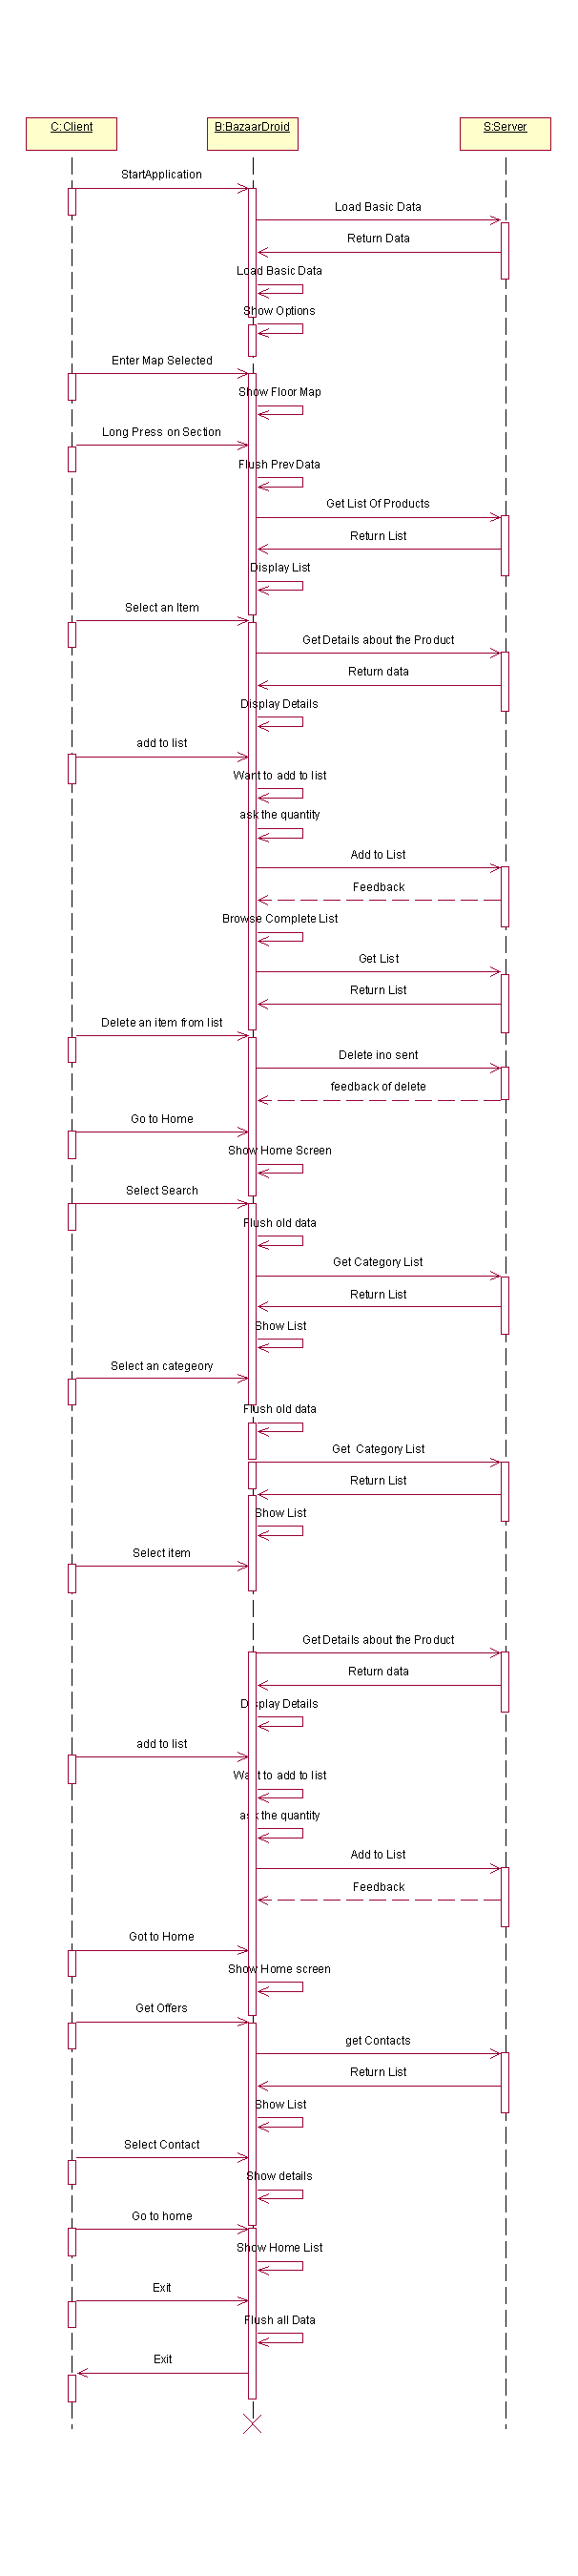 C:Client
B:BazaarDroid
S:Server
StartApplication
Load Basic Data
Return Data
Load Basic Data
Show Options
Enter Map Selected
Show Floor Map
Long Press on Section
Flush Prev Data
Get List Of Products
Return List
Display List
Select an Item
Get Details about the Product
Return data
Display Details
add to list
Want to add to list
ask the quantity
Add to List
Feedback
Browse Complete List
Get List
Return List
Delete an item from list
Delete ino sent
feedback of delete
Go to Home
Show Home Screen
Select Search
Flush old data
Get Category List
Return List
Show List
Select an categeory
Flush old data
Get Category List
Return List
Show List
Select item
Get Details about the Product
Return data
Display Details
add to list
Want to add to list
ask the quantity
Add to List
Feedback
Got to Home
Show Home screen
Get Offers
get Contacts
Return List
Show List
Select Contact
Show details
Go to home
Show Home List
Exit
Flush all Data
Exit